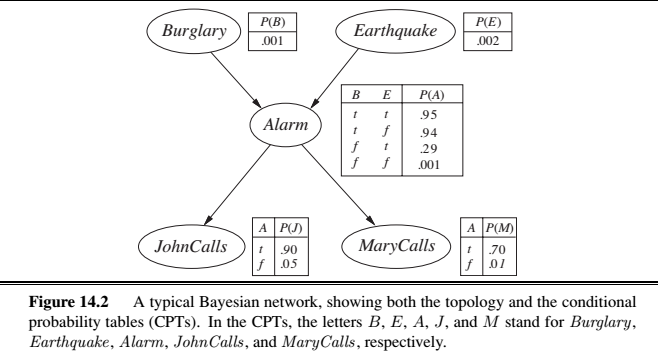 Burglary
P(B)
.001
Earthquake
P(E)
.002
Alarm
B E P(A)
t t .95
t f .94
f t .29
f f .001
JohnCalls
A P(J)
t .90
f .05
MaryCalls
A P(M)
t .70
f .01
Figure 14.2 A typical Bayesian network, showing both the topology and the conditional
probability tables (CPTs). In the CPTs, the letters B, E, A, J, and M stand for Burglary,
Earthquake, Alarm, JohnCalls, and MaryCalls, respectively.